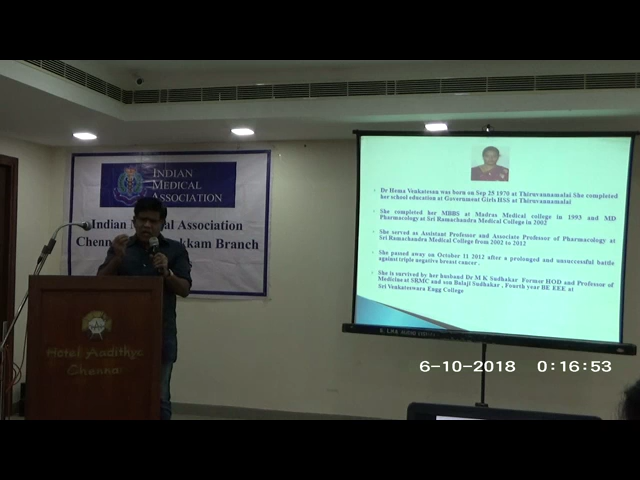 INDIAN
MEDICAL
ASSOCIATION
Indian Association
Branch
Hotel Aadithya
Chennai
Dr Hema Venkatesan was born on Sep 25 1970 at Thiruvannamalai She completed
her school education at Government Girls HSS at Thiruvannamalai
She completed her MBBS at Madras Medical college in 1993 and MD
Pharmacology at Sri Ramachandra Medical College in 2002
She served as Assistant Professor and Associate Professor of Pharmacology at
Sri Ramachandra Medical College from 2002 to 2012
She passed away on October 11 2012 after a prolonged and unsuccessful battle
against triple negative breast cancer .
She is survived by her husband Dr M K Sudhakar Former HOD and Professor of
Medicine at SRMC and son Balaji Sudhakar , Fourth year BE EEE at
Sri Venkateswara Engg College
6-10-2018 0:16:53